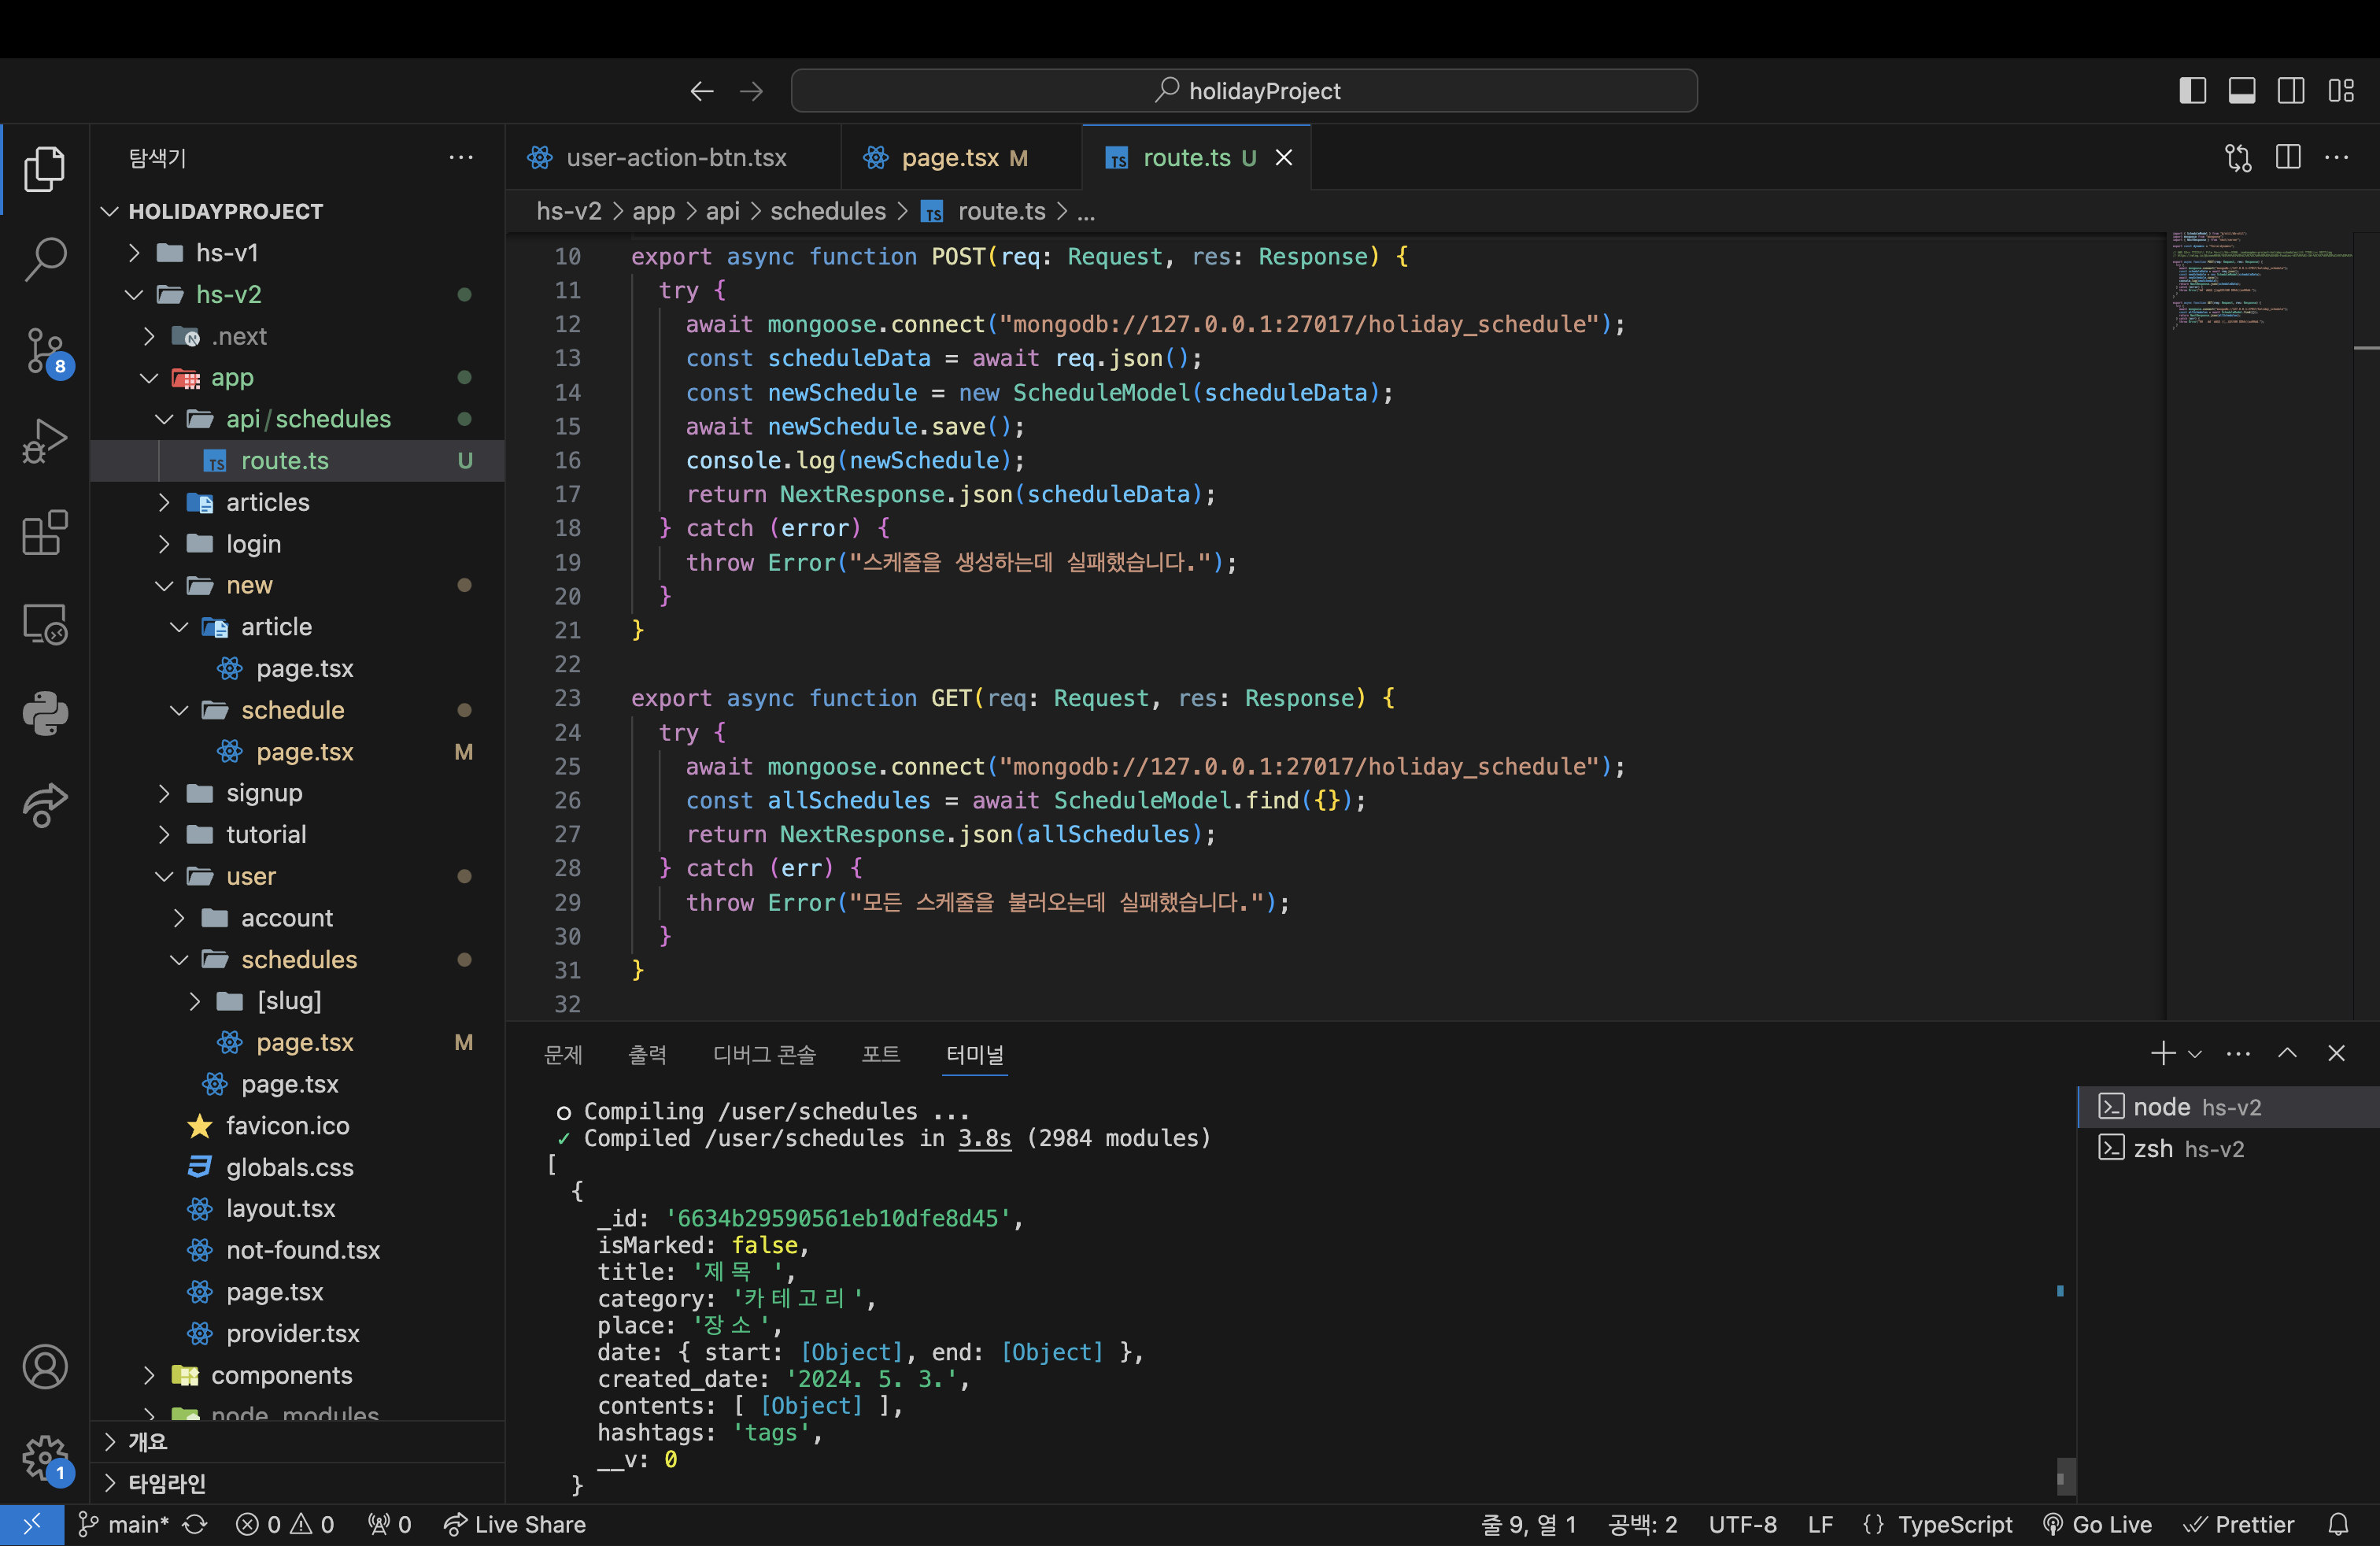 holidayProject
탐색기
HOLIDAYPROJECT
hs-v1
hs-v2
.next
app
api/schedules
route.ts U
articles
login
new
article
page.tsx
schedule
page.tsx M
signup
tutorial
user
account
schedules
[slug]
page.tsx M
page.tsx
favicon.ico
globals.css
layout.tsx
not-found.tsx
page.tsx
provider.tsx
components
node_modules
개요
타임라인
8
1
user-action-btn.tsx
page.tsx M
TS route.ts U
hs-v2 > app > api > schedules > TS route.ts > ...
10 export async function POST(req: Request, res: Response) {
11 try {
12 await mongoose.connect("mongodb://127.0.0.1:27017/holiday_schedule");
13 const scheduleData = await req.json();
14 const newSchedule = new ScheduleModel(scheduleData);
15 await newSchedule.save();
16 console.log(newSchedule);
17 return NextResponse.json(scheduleData);
18 } catch (error) {
19 throw Error("스케줄을 생성하는데 실패했습니다.");
20 }
21 }
22
23 export async function GET(req: Request, res: Response) {
24 try {
25 await mongoose.connect("mongodb://127.0.0.1:27017/holiday_schedule");
26 const allSchedules = await ScheduleModel.find({});
27 return NextResponse.json(allSchedules);
28 } catch (err) {
29 throw Error("모든 스케줄을 불러오는데 실패했습니다.");
30 }
31 }
32
문제 출력 디버그 콘솔 포트 터미널
○ Compiling /user/schedules ...
✓ Compiled /user/schedules in 3.8s (2984 modules)
[
{
_id: '6634b29590561eb10dfe8d45',
isMarked: false,
title: '제목 ',
category: '카테고리',
place: '장소',
date: { start: [Object], end: [Object] },
created_date: '2024. 5. 3.',
contents: [ [Object] ],
hashtags: 'tags',
__v: 0
}
node hs-v2
zsh hs-v2
main* 0 0 0 Live Share 줄 9, 열 1 공백: 2 UTF-8 LF {} TypeScript Go Live Prettier